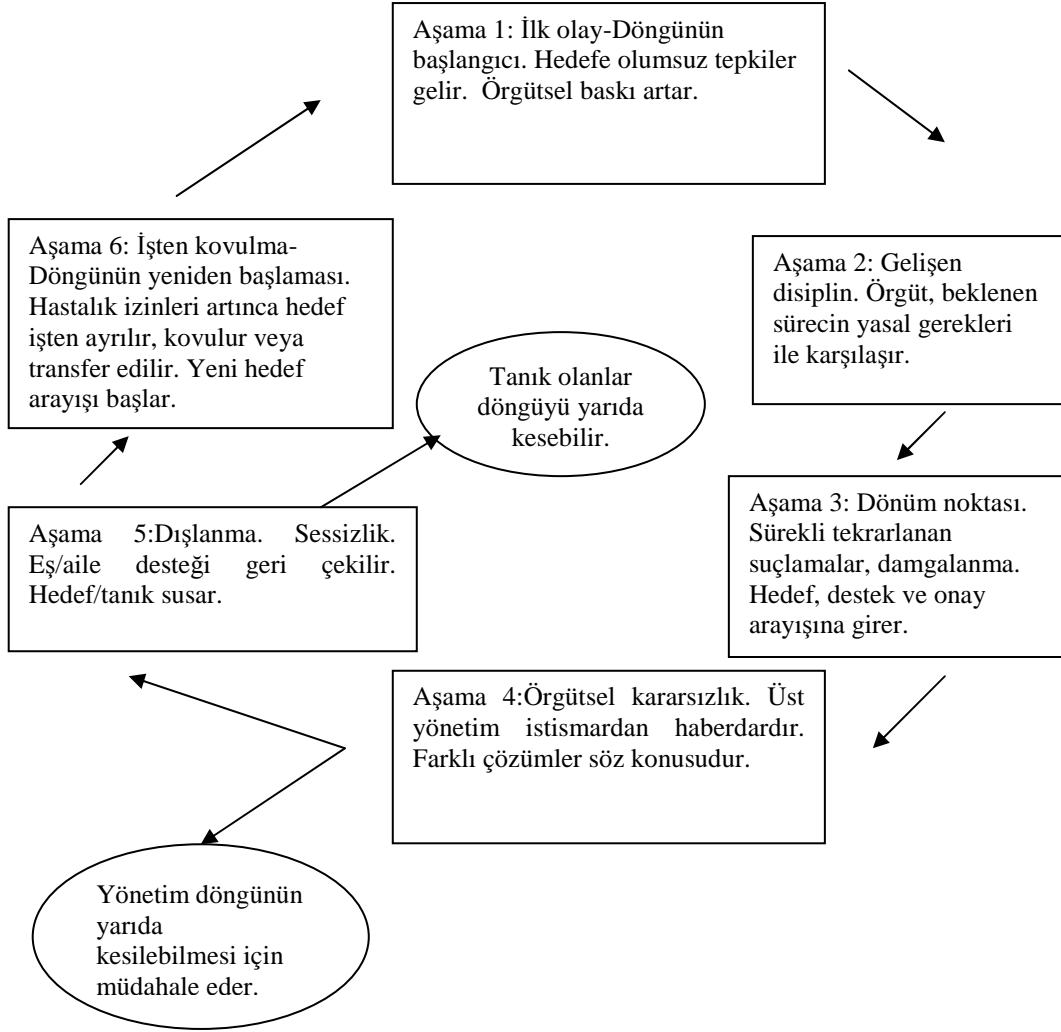 Aşama 1: İlk olay-Döngünün
başlangıcı. Hedefe olumsuz tepkiler
gelir. Örgütsel baskı artar.
Aşama 6: İşten kovulma-
Döngünün yeniden başlaması.
Hastalık izinleri artınca hedef
işten ayrılır, kovulur veya
transfer edilir. Yeni hedef
arayışı başlar.
Aşama 2: Gelişen
disiplin. Örgüt, beklenen
sürecin yasal gerekleri
ile karşılaşır.
Tanık olanlar
döngüyü yarıda
kesebilir.
Aşama 5:Dışlanma. Sessizlik.
Eş/aile desteği geri çekilir.
Hedef/tanık susar.
Aşama 3: Dönüm noktası.
Sürekli tekrarlanan
suçlamalar, damgalanma.
Hedef, destek ve onay
arayışına girer.
Aşama 4:Örgütsel kararsızlık. Üst
yönetim istismardan haberdardır.
Farklı çözümler söz konusudur.
Yönetim döngünün
yarıda
kesilebilmesi için
müdahale eder.